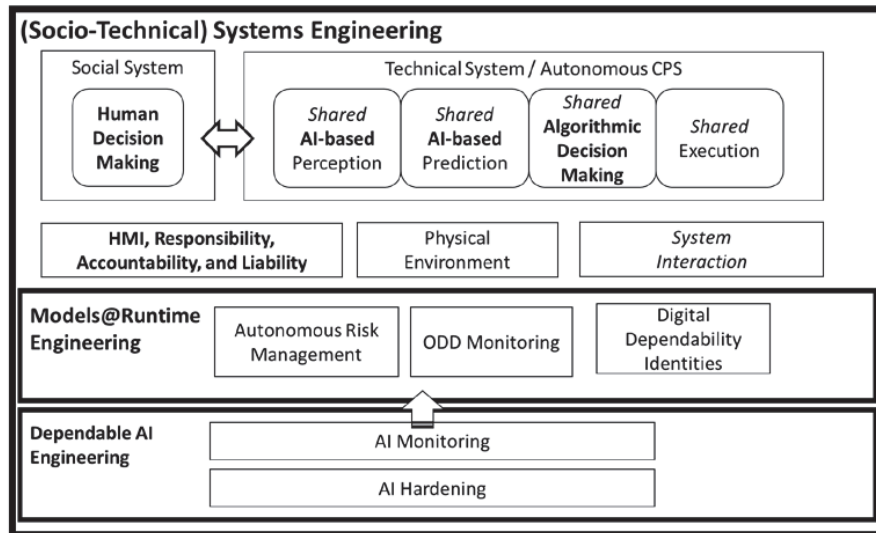 (Socio-Technical) Systems Engineering
Social System
Human
Decision
Making
Technical System / Autonomous CPS
Shared
AI-based
Perception
Shared
AI-based
Prediction
Shared
Algorithmic
Decision
Making
Shared
Execution
HMI, Responsibility,
Accountability, and Liability
Physical
Environment
System
Interaction
Models@Runtime
Engineering
Autonomous Risk
Management
ODD Monitoring
Digital
Dependability
Identities
Dependable AI
Engineering
AI Monitoring
AI Hardening